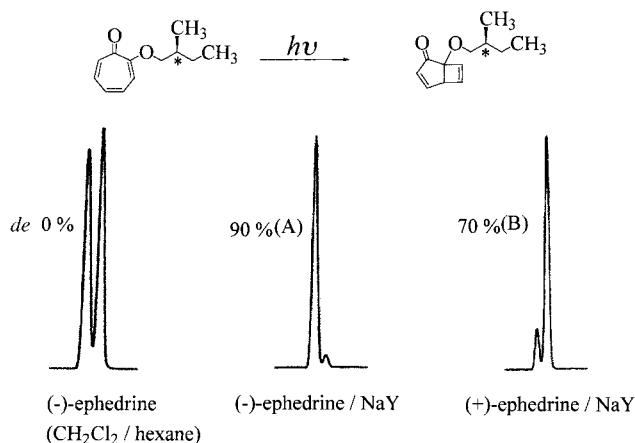 O
O
CH3
*
CH3
hυ
O
O
CH3
*
CH3
de 0 %
90 %(A)
70 %(B)
(-)-ephedrine
(CH2Cl2 / hexane)
(-)-ephedrine / NaY
(+)-ephedrine / NaY